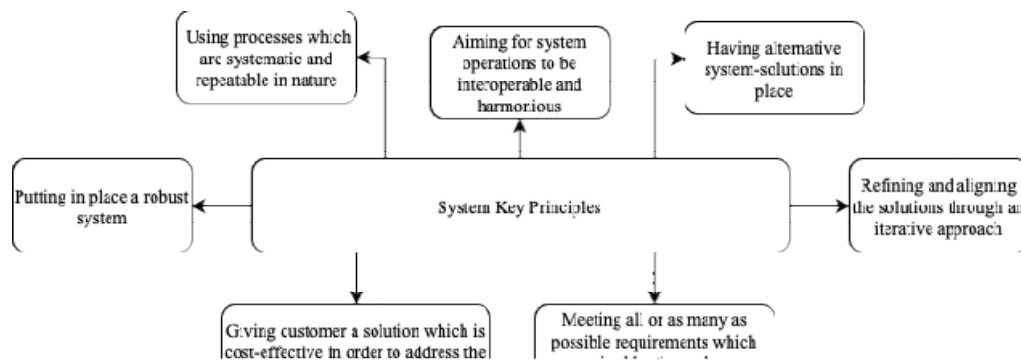 Using processes which
are systematic and
repeatable in nature
Aiming for system
operations to be
interoperable and
harmonious
Having alternative
system-solutions in
place
Putting in place a robust
system
System Key Principles
Refining and aligning
the solutions through an
iterative approach
Giving customer a solution which is
cost-effective in order to address the
Meeting all or as many as
possible requirements which